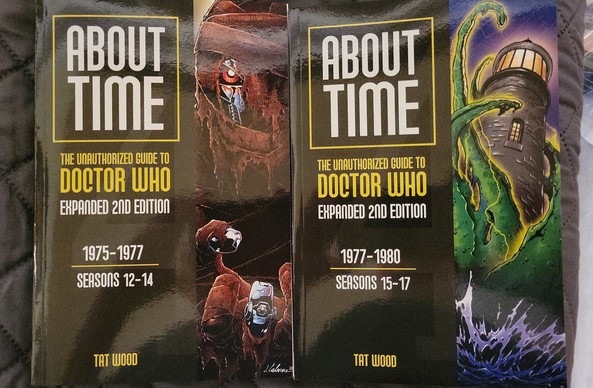 ABOUT
TIME
THE UNAUTHORIZED GUIDE TO
DOCTOR WHO
EXPANDED 2ND EDITION
1975-1977
SEASONS 12-14
TAT WOOD
ABOUT
TIME
THE UNAUTHORIZED GUIDE TO
DOCTOR WHO
EXPANDED 2ND EDITION
1977-1980
SEASONS 15-17
TAT WOOD